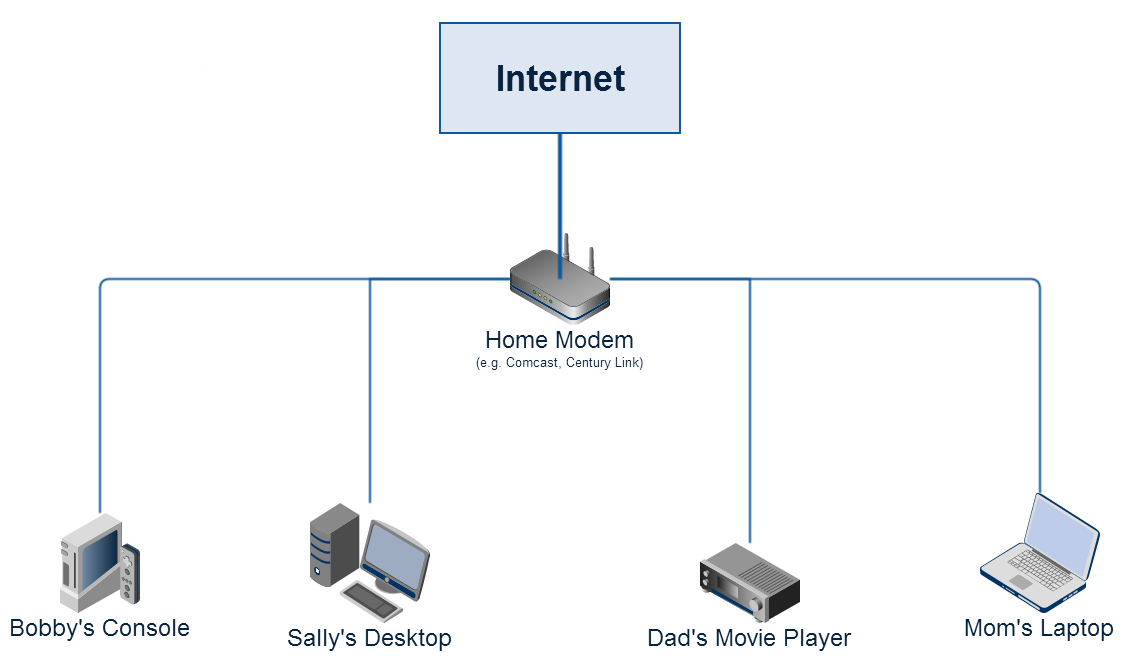 Internet
Home Modem
(e.g. Comcast, Century Link)
Bobby's Console
Sally's Desktop
Dad's Movie Player
Mom's Laptop